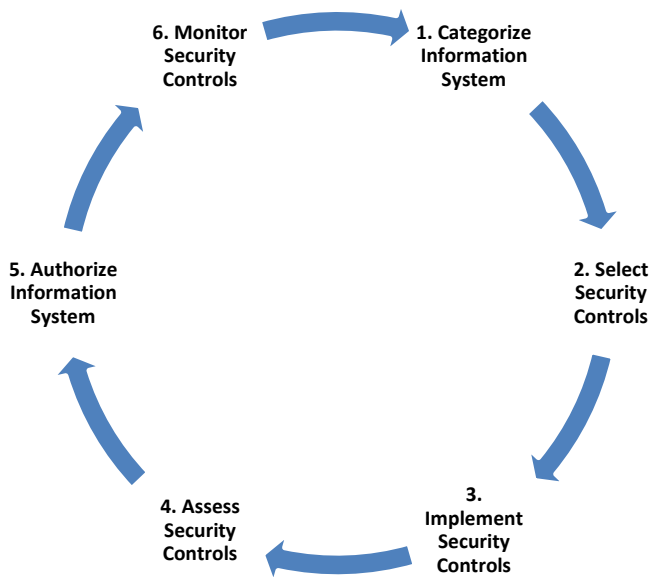 1. Categorize
Information
System
2. Select
Security
Controls
3.
Implement
Security
Controls
4. Assess
Security
Controls
5. Authorize
Information
System
6. Monitor
Security
Controls